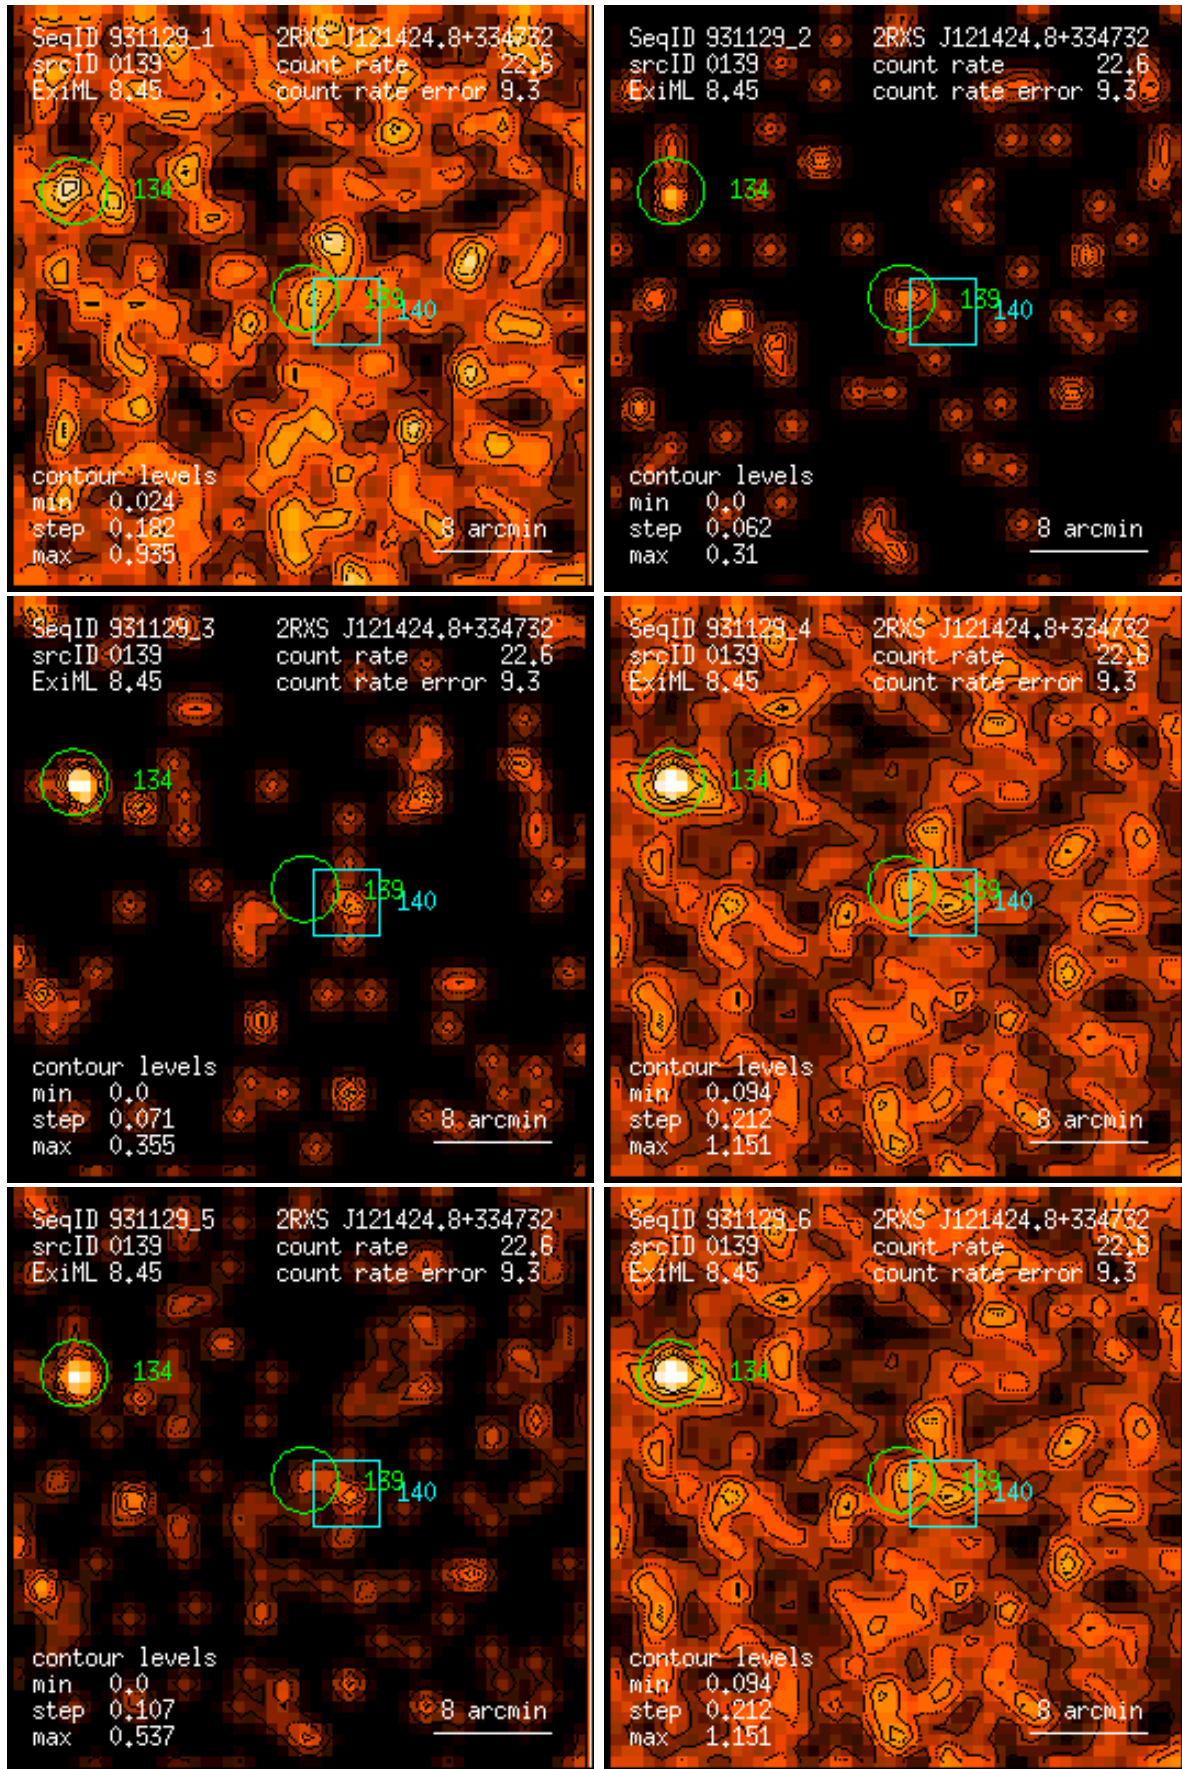 SeqID 931129_1 2RXS J121424.8+334732
srcID 0139 count rate 22.6
ExiML 8.45 count rate error 9.3
134
139
140
contour levels
min 0.024
step 0.182
max 0.935
8 arcmin
SeqID 931129_2 2RXS J121424.8+334732
srcID 0139 count rate 22.6
ExiML 8.45 count rate error 9.3
134
139
140
contour levels
min 0.0
step 0.062
max 0.31
8 arcmin
SeqID 931129_3 2RXS J121424.8+334732
srcID 0139 count rate 22.6
ExiML 8.45 count rate error 9.3
134
139
140
contour levels
min 0.0
step 0.071
max 0.355
8 arcmin
SeqID 931129_4 2RXS J121424.8+334732
srcID 0139 count rate 22.6
ExiML 8.45 count rate error 9.3
134
139
140
contour levels
min 0.094
step 0.212
max 1.151
8 arcmin
SeqID 931129_5 2RXS J121424.8+334732
srcID 0139 count rate 22.6
ExiML 8.45 count rate error 9.3
134
139
140
contour levels
min 0.0
step 0.107
max 0.537
8 arcmin
SeqID 931129_6 2RXS J121424.8+334732
srcID 0139 count rate 22.6
ExiML 8.45 count rate error 9.3
134
139
140
contour levels
min 0.094
step 0.212
max 1.151
8 arcmin